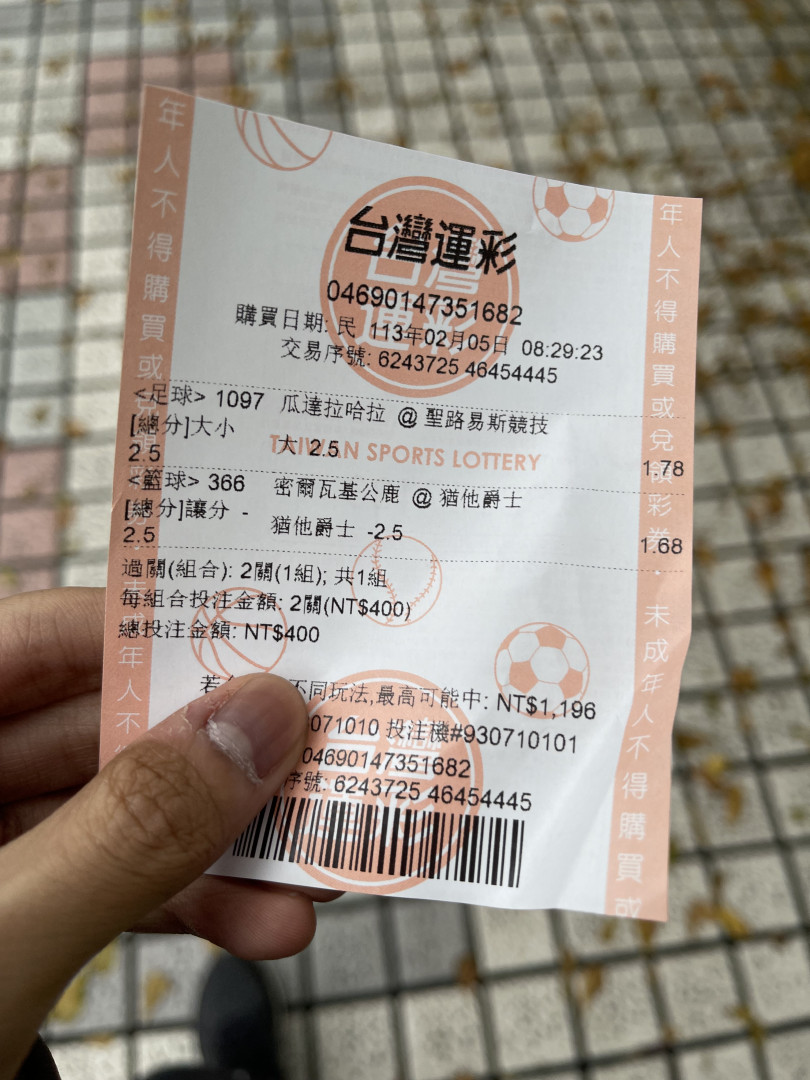 台灣運彩
04690147351682
購買日期: 民 113年02月05日 08:29:23
交易序號: 6243725 46454445
<足球> 1097 瓜達拉哈拉 @ 聖路易斯競技
[總分]大小
2.5 大 2.5 1.78
TAIWAN SPORTS LOTTERY
<籃球> 366 密爾瓦基公鹿 @ 猶他爵士
[總分]讓分 -
2.5 猶他爵士 -2.5 1.68
過關(組合): 2關(1組); 共1組
每組合投注金額: 2關(NT$400)
總投注金額: NT$400
若 不同玩法,最高可能中: NT$1,196
071010 投注機#930710101
04690147351682
序號: 6243725 46454445
年人不得購買或兌
年人不
年人不得購買或兌領彩券・未成年人不得購買或